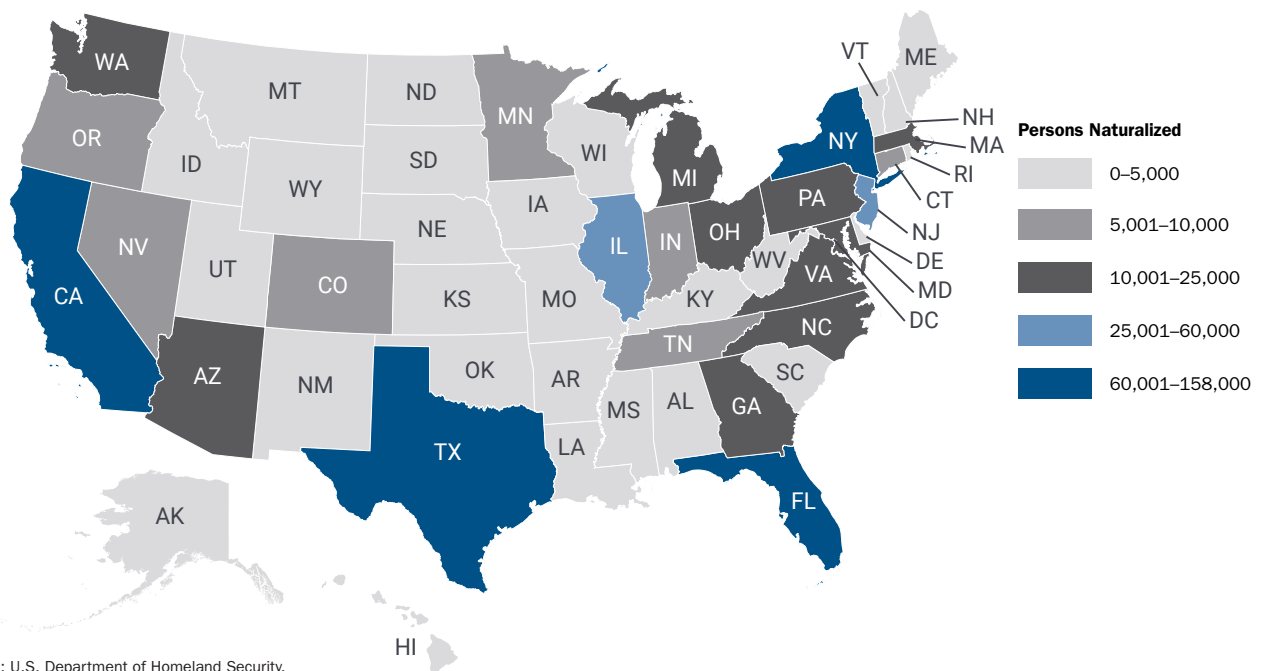 WA
OR
ID
MT
ND
SD
WY
NE
MN
WI
IA
MI
VT
ME
NH
MA
RI
CT
NY
NJ
PA
OH
IN
IL
DE
MD
DC
WV
VA
NC
KY
TN
SC
GA
FL
AL
MS
LA
AR
MO
KS
OK
TX
NM
CO
UT
AZ
NV
CA
AK
HI
Persons Naturalized
0–5,000
5,001–10,000
10,001–25,000
25,001–60,000
60,001–158,000
: U.S. Department of Homeland Security.